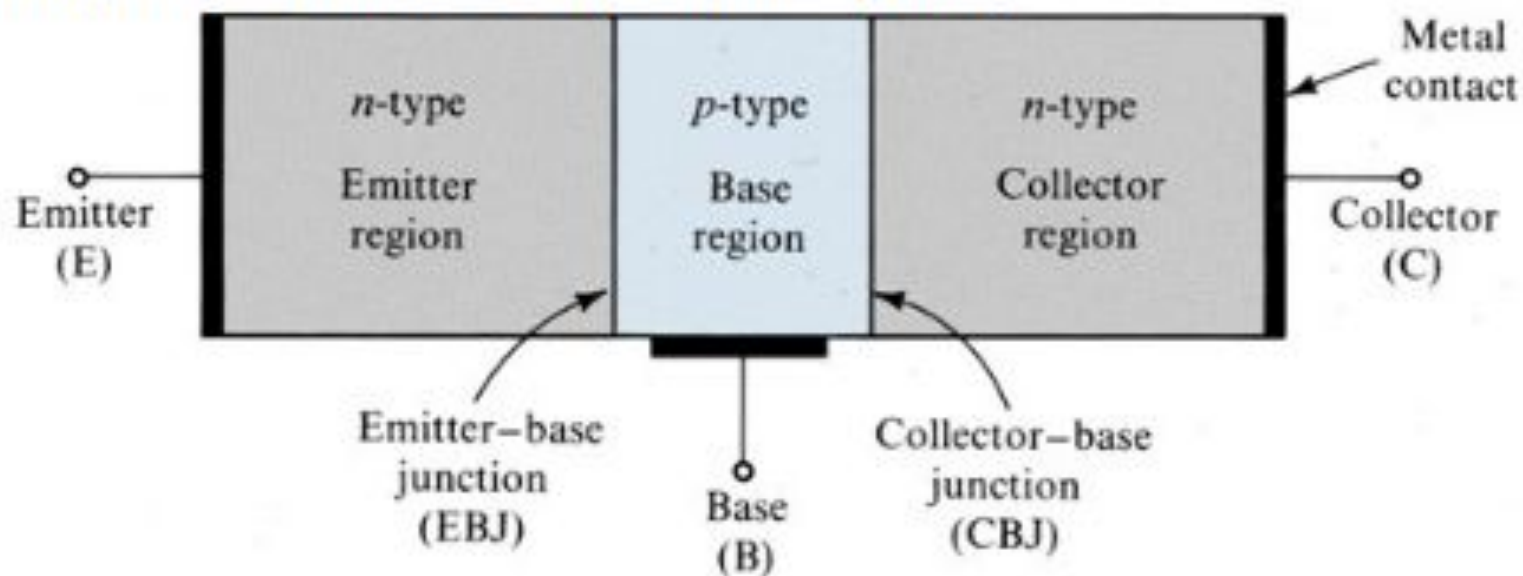 Metal
contact
n-type
Emitter
region
p-type
Base
region
n-type
Collector
region
Emitter
(E)
Collector
(C)
Emitter–base
junction
(EBJ)
Base
(B)
Collector–base
junction
(CBJ)